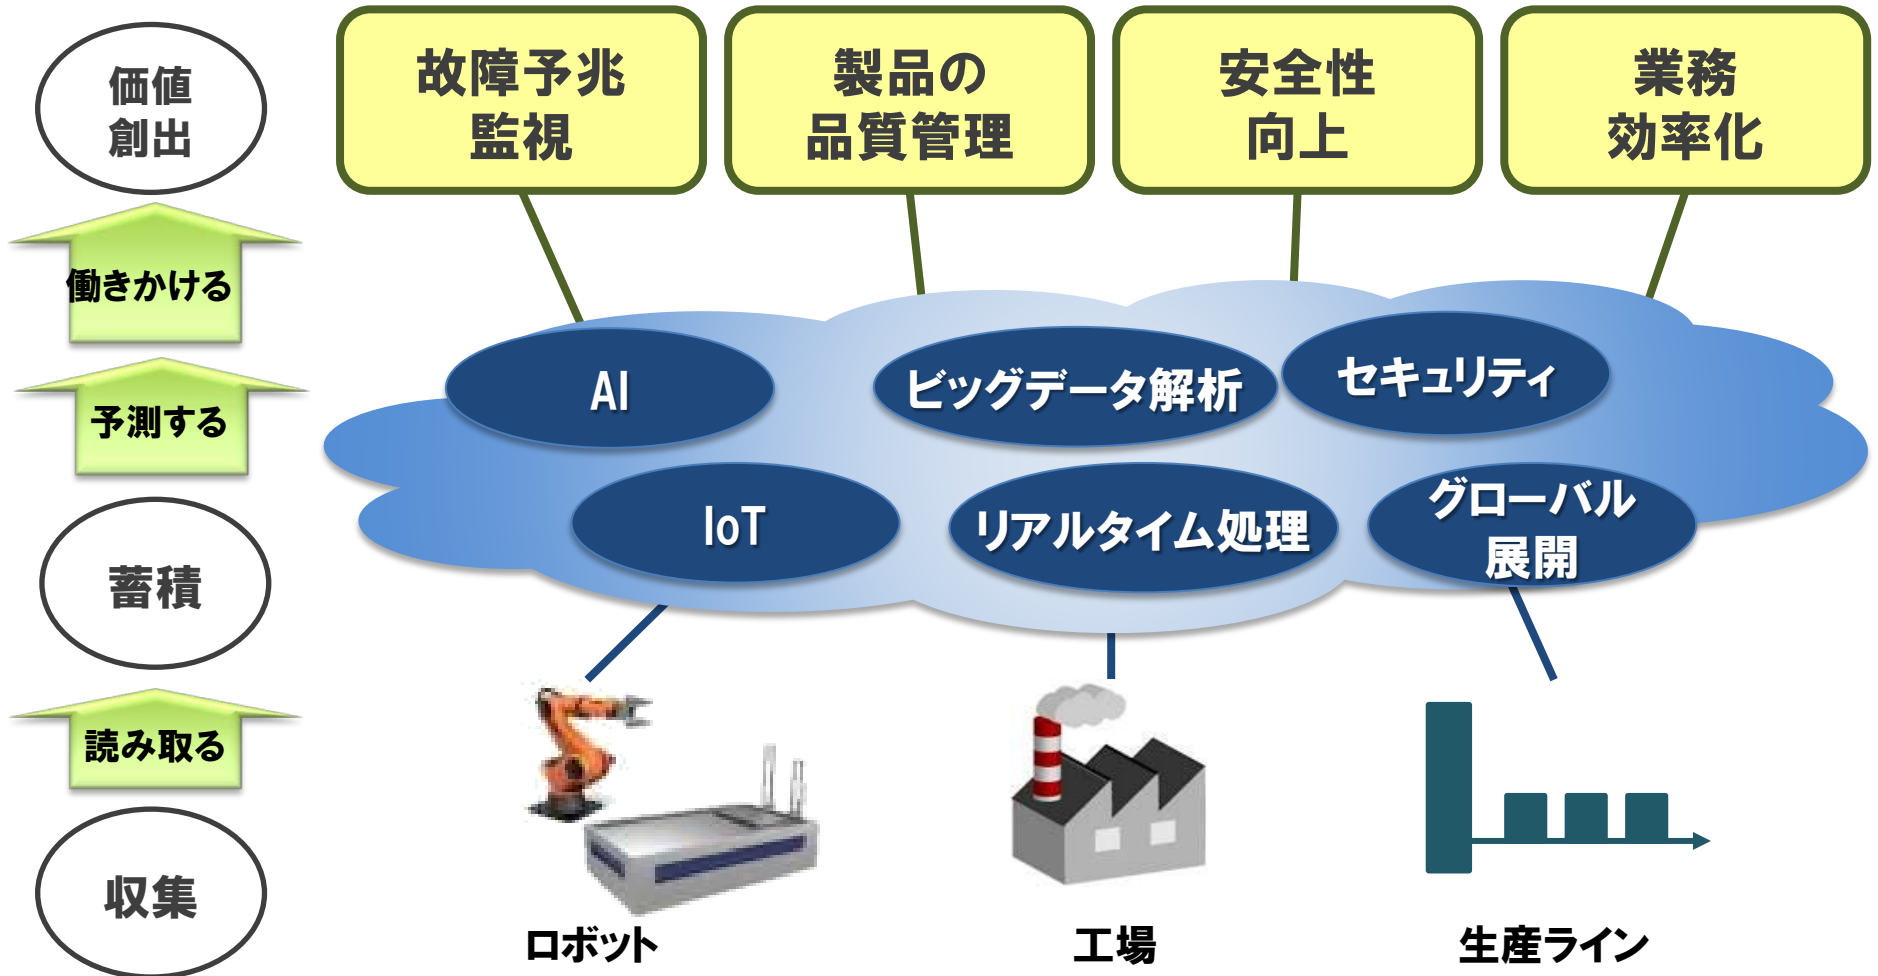 価値
創出
故障予兆
監視
製品の
品質管理
安全性
向上
業務
効率化
働きかける
予測する
AI
ビッグデータ解析
セキュリティ
IoT
リアルタイム処理
グローバル
展開
蓄積
読み取る
収集
ロボット
工場
生産ライン